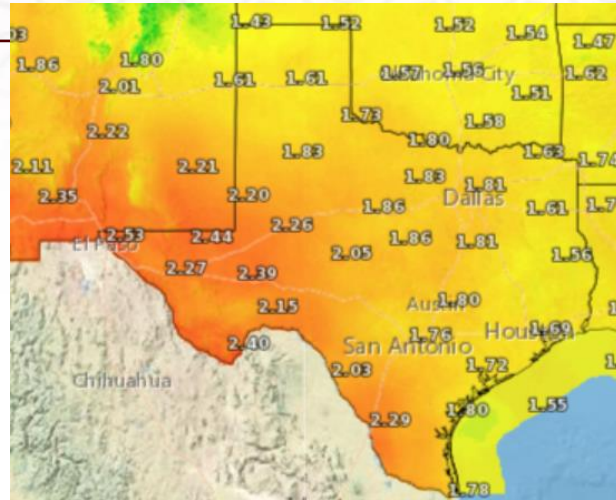 1.43 1.52 1.52 1.54 1.47
1.86 1.80
2.01 1.61 1.61 1.57 1.56 1.51 1.62
Oklahoma City
2.22 1.73 1.58
1.80
2.11 2.21 1.83 1.63 1.74
2.35 2.20 1.83 1.81
Dallas
1.86 1.61
2.53 2.44 2.26 1.86 1.81
El Paso
2.05 1.56
2.27 2.39
2.15 Austin 1.80
1.76 Houston 1.69
2.40 San Antonio
Chihuahua 2.03 1.72
2.29 1.80 1.55
1.78